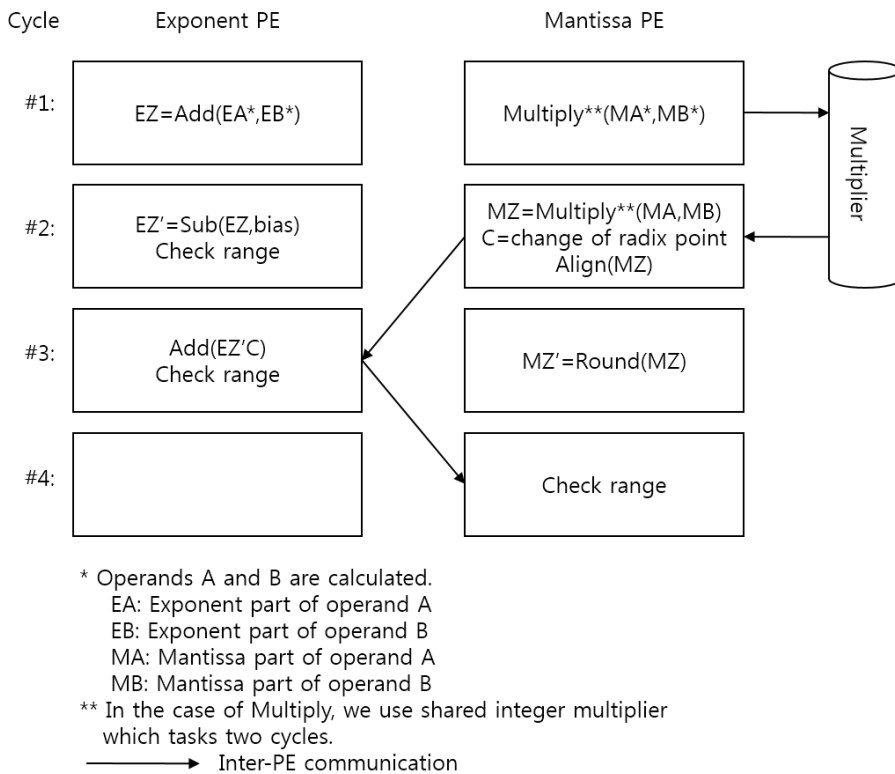 Cycle Exponent PE Mantissa PE
#1: EZ=Add(EA*,EB*) Multiply**(MA*,MB*)
Multiplier
#2: EZ’=Sub(EZ,bias)
Check range
MZ=Multiply**(MA,MB)
C=change of radix point
Align(MZ)
#3: Add(EZ’C)
Check range
MZ’=Round(MZ)
#4: Check range
* Operands A and B are calculated.
EA: Exponent part of operand A
EB: Exponent part of operand B
MA: Mantissa part of operand A
MB: Mantissa part of operand B
** In the case of Multiply, we use shared integer multiplier
which tasks two cycles.
Inter-PE communication